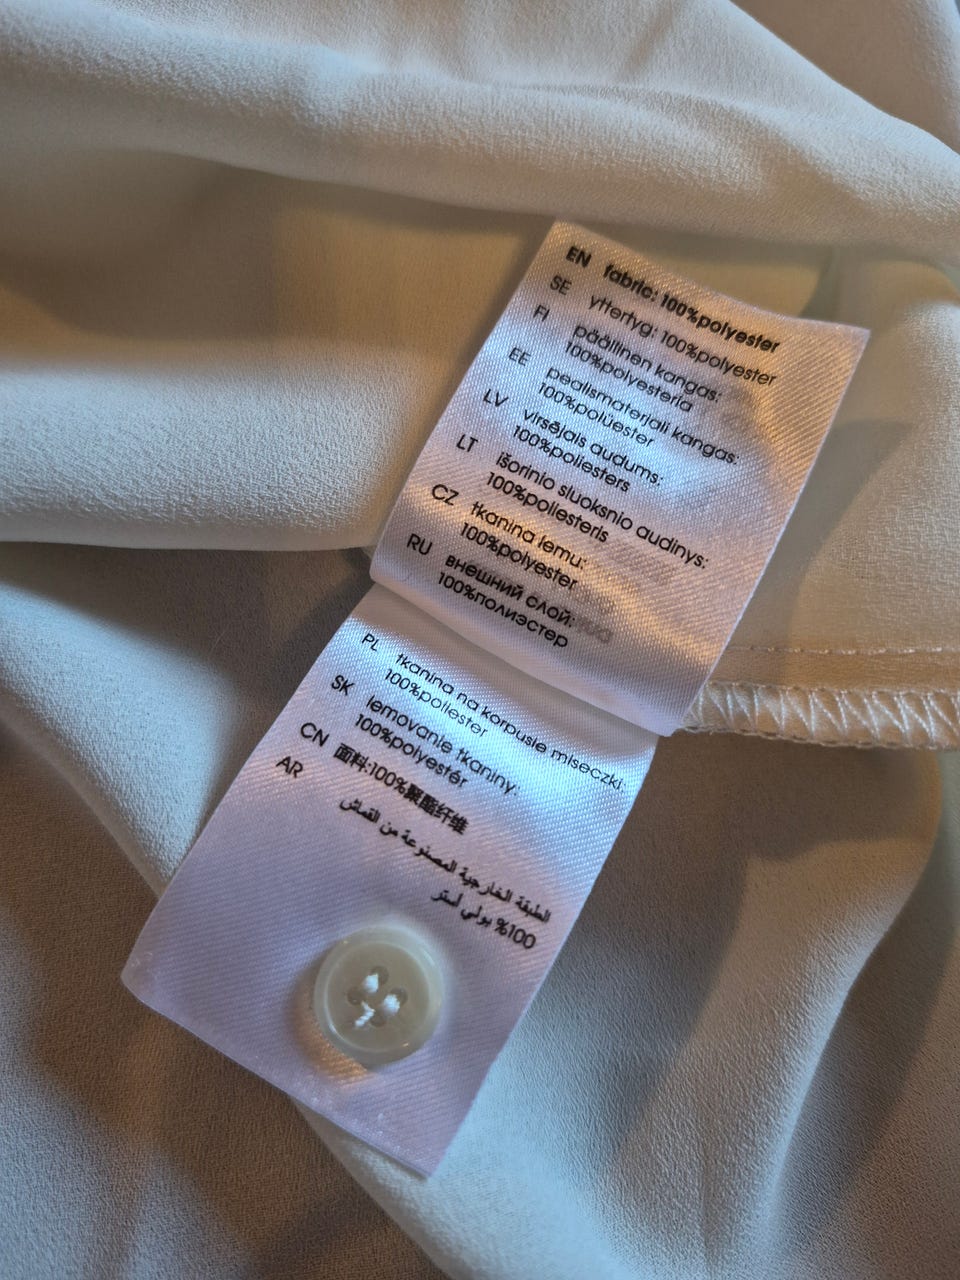 EN fabric: 100%polyester
SE yttertyg: 100%polyester
FI päällinen kangas:
100%polyesteria
EE pealismaterjali kangas:
100%polüester
LV virsējais audums:
100%poliesters
LT išorinio sluoksnio audinys:
100%poliesteris
CZ tkanina lemu:
100%polyester
RU внешний слой:
100%полиэстер
PL tkanina na korpusie miseczki:
100%poliester
SK lemovanie tkaniny:
100%polyestér
CN 面料:100%聚酯纤维
AR الطبقة الخارجية المصنوعة من القماش
100% بولي أستر